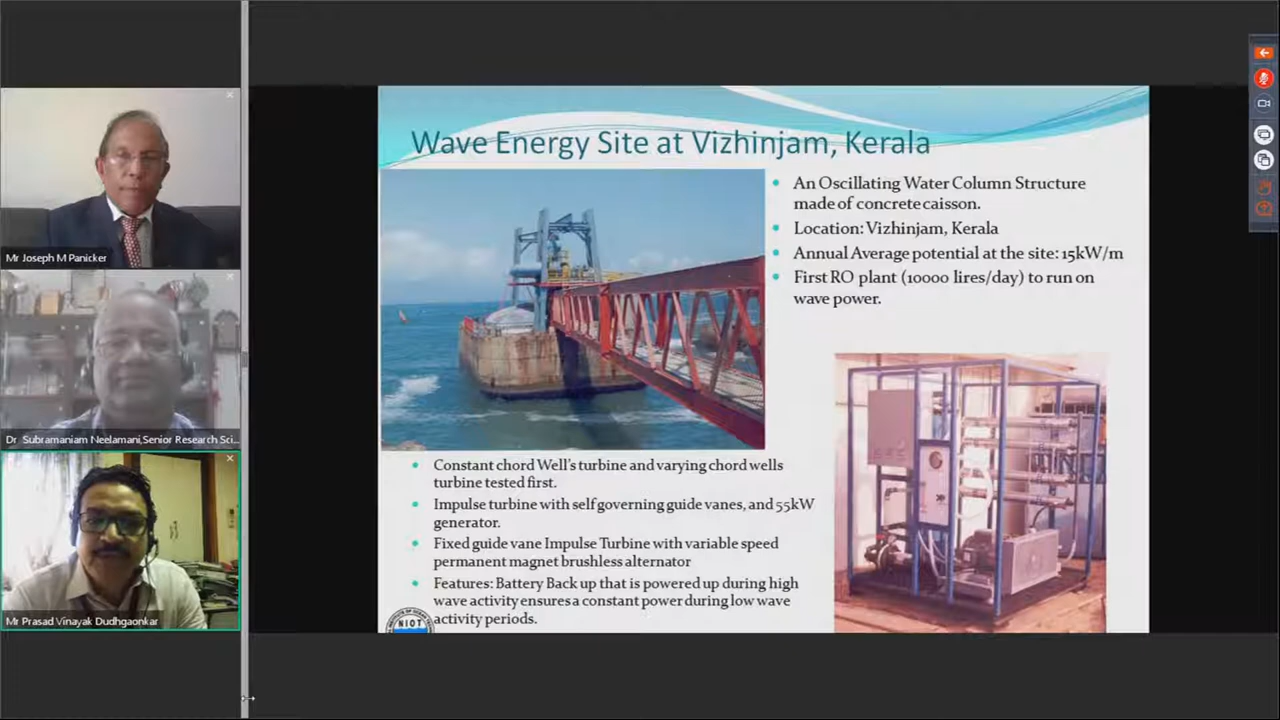 Wave Energy Site at Vizhinjam, Kerala
An Oscillating Water Column Structure
made of concrete caisson.
Location: Vizhinjam, Kerala
Annual Average potential at the site: 15kW/m
First RO plant (10000 lires/day) to run on
wave power.
Constant chord Well's turbine and varying chord wells
turbine tested first.
Impulse turbine with self governing guide vanes, and 55kW
generator.
Fixed guide vane Impulse Turbine with variable speed
permanent magnet brushless alternator
Features: Battery Back up that is powered up during high
wave activity ensures a constant power during low wave
activity periods.
NIOT
Mr Joseph M Panicker
Dr Subramaniam Neelamani,Senior Research Sci...
Mr Prasad Vinayak Dudhgaonkar